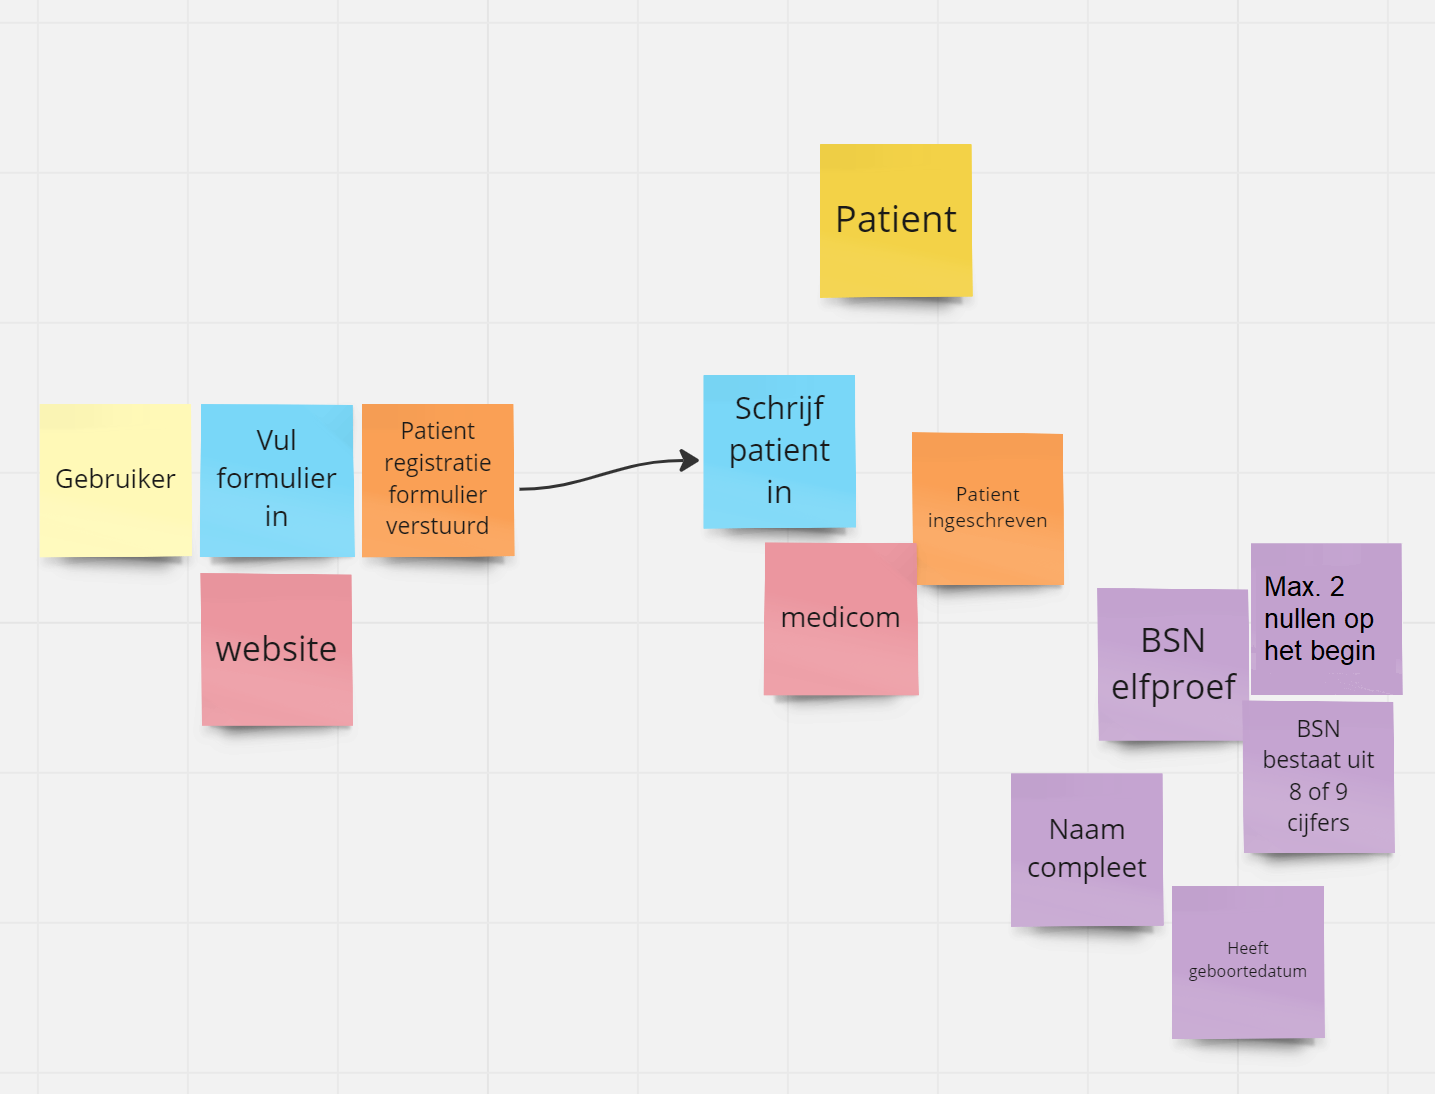 Patient
Gebruiker
Vul
formulier
in
Patient
registratie
formulier
verstuurd
website
Schrijf
patient
in
medicom
Patient
ingeschreven
BSN
elfproef
Max. 2
nullen op
het begin
BSN
bestaat uit
8 of 9
cijfers
Naam
compleet
Heeft
geboortedatum